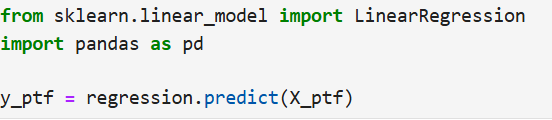 from sklearn.linear_model import LinearRegression
import pandas as pd
y_ptf = regression.predict(X_ptf)